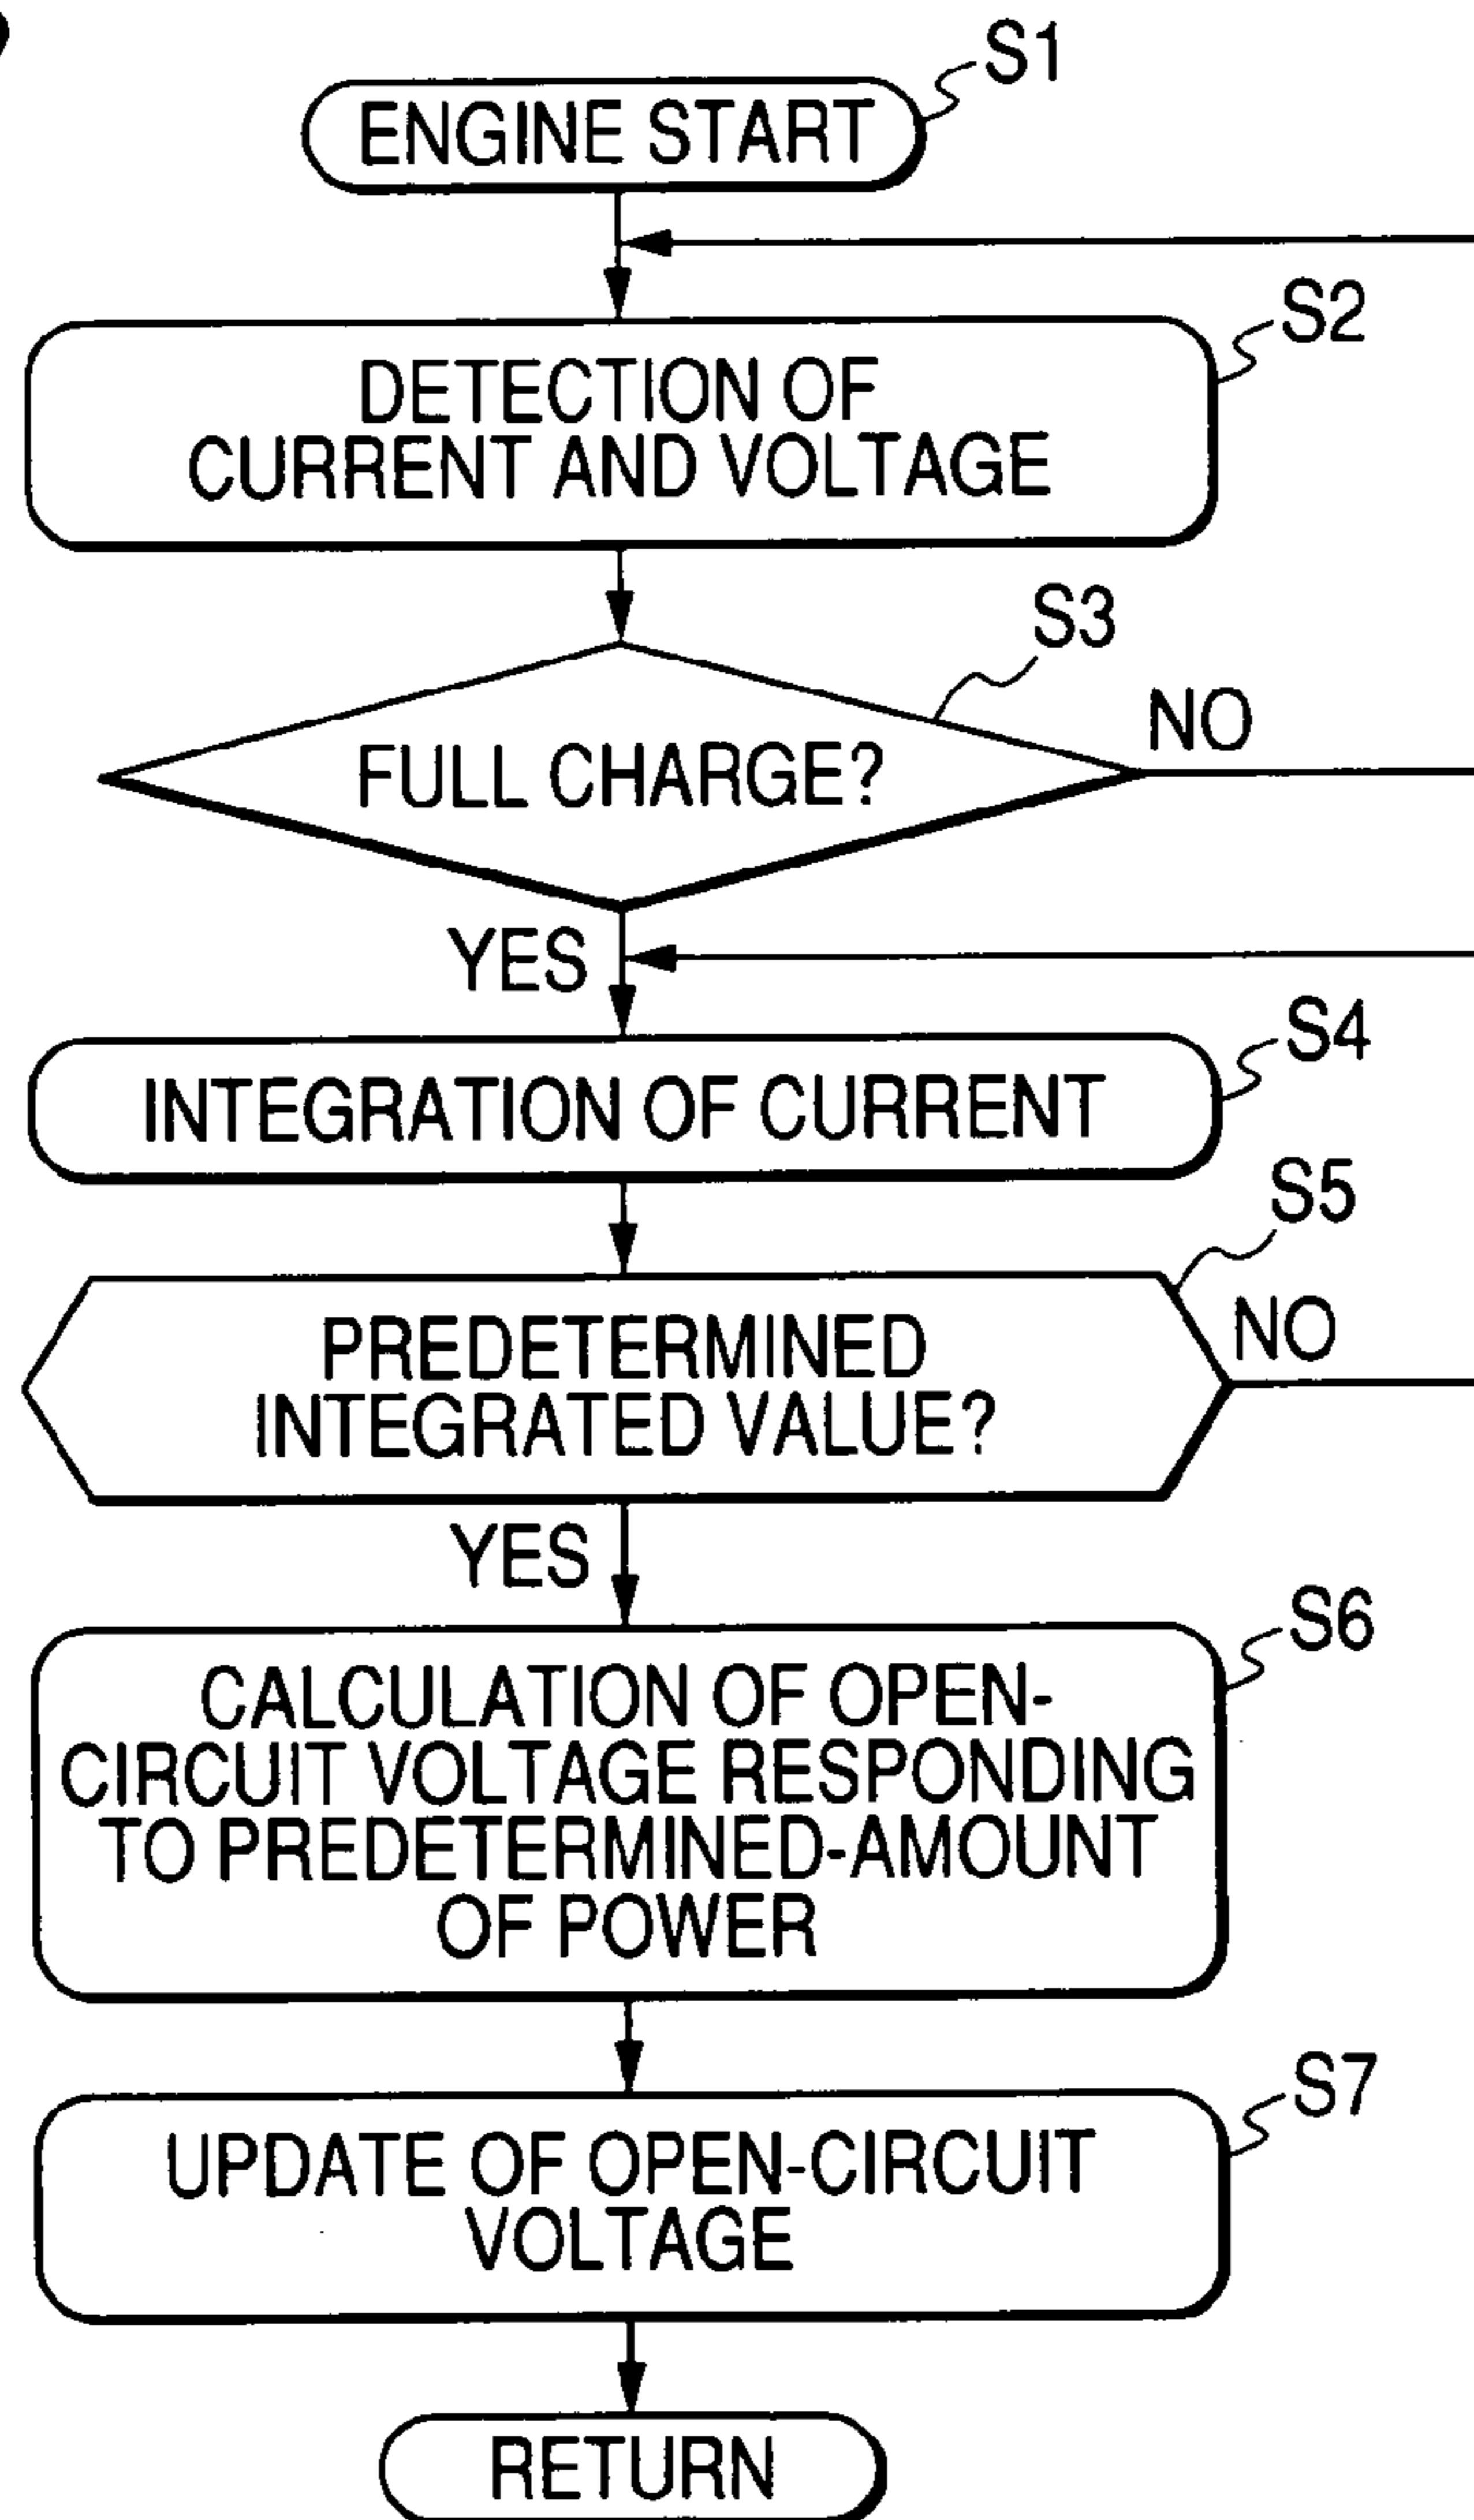 S1
ENGINE START
S2
DETECTION OF
CURRENT AND VOLTAGE
S3
NO
FULL CHARGE?
YES
S4
INTEGRATION OF CURRENT
S5
NO
PREDETERMINED
INTEGRATED VALUE?
YES
S6
CALCULATION OF OPEN-
CIRCUIT VOLTAGE RESPONDING
TO PREDETERMINED-AMOUNT
OF POWER
S7
UPDATE OF OPEN-CIRCUIT
VOLTAGE
RETURN